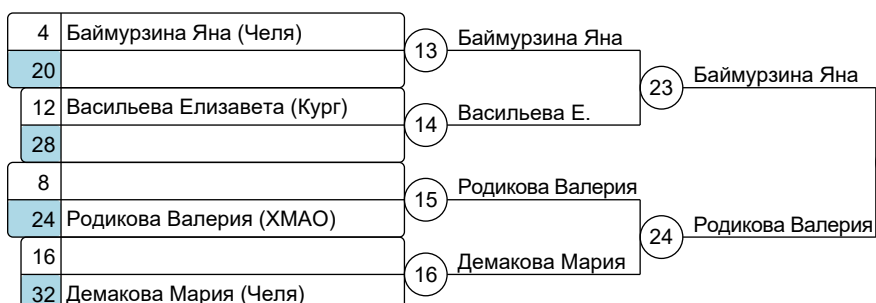 4 Баймурзина Яна (Челя)
20
12 Васильева Елизавета (Кург)
28
8
24 Родикова Валерия (ХМАО)
16
32 Демакова Мария (Челя)
13 Баймурзина Яна
14 Васильева Е.
15 Родикова Валерия
16 Демакова Мария
23 Баймурзина Яна
24 Родикова Валерия